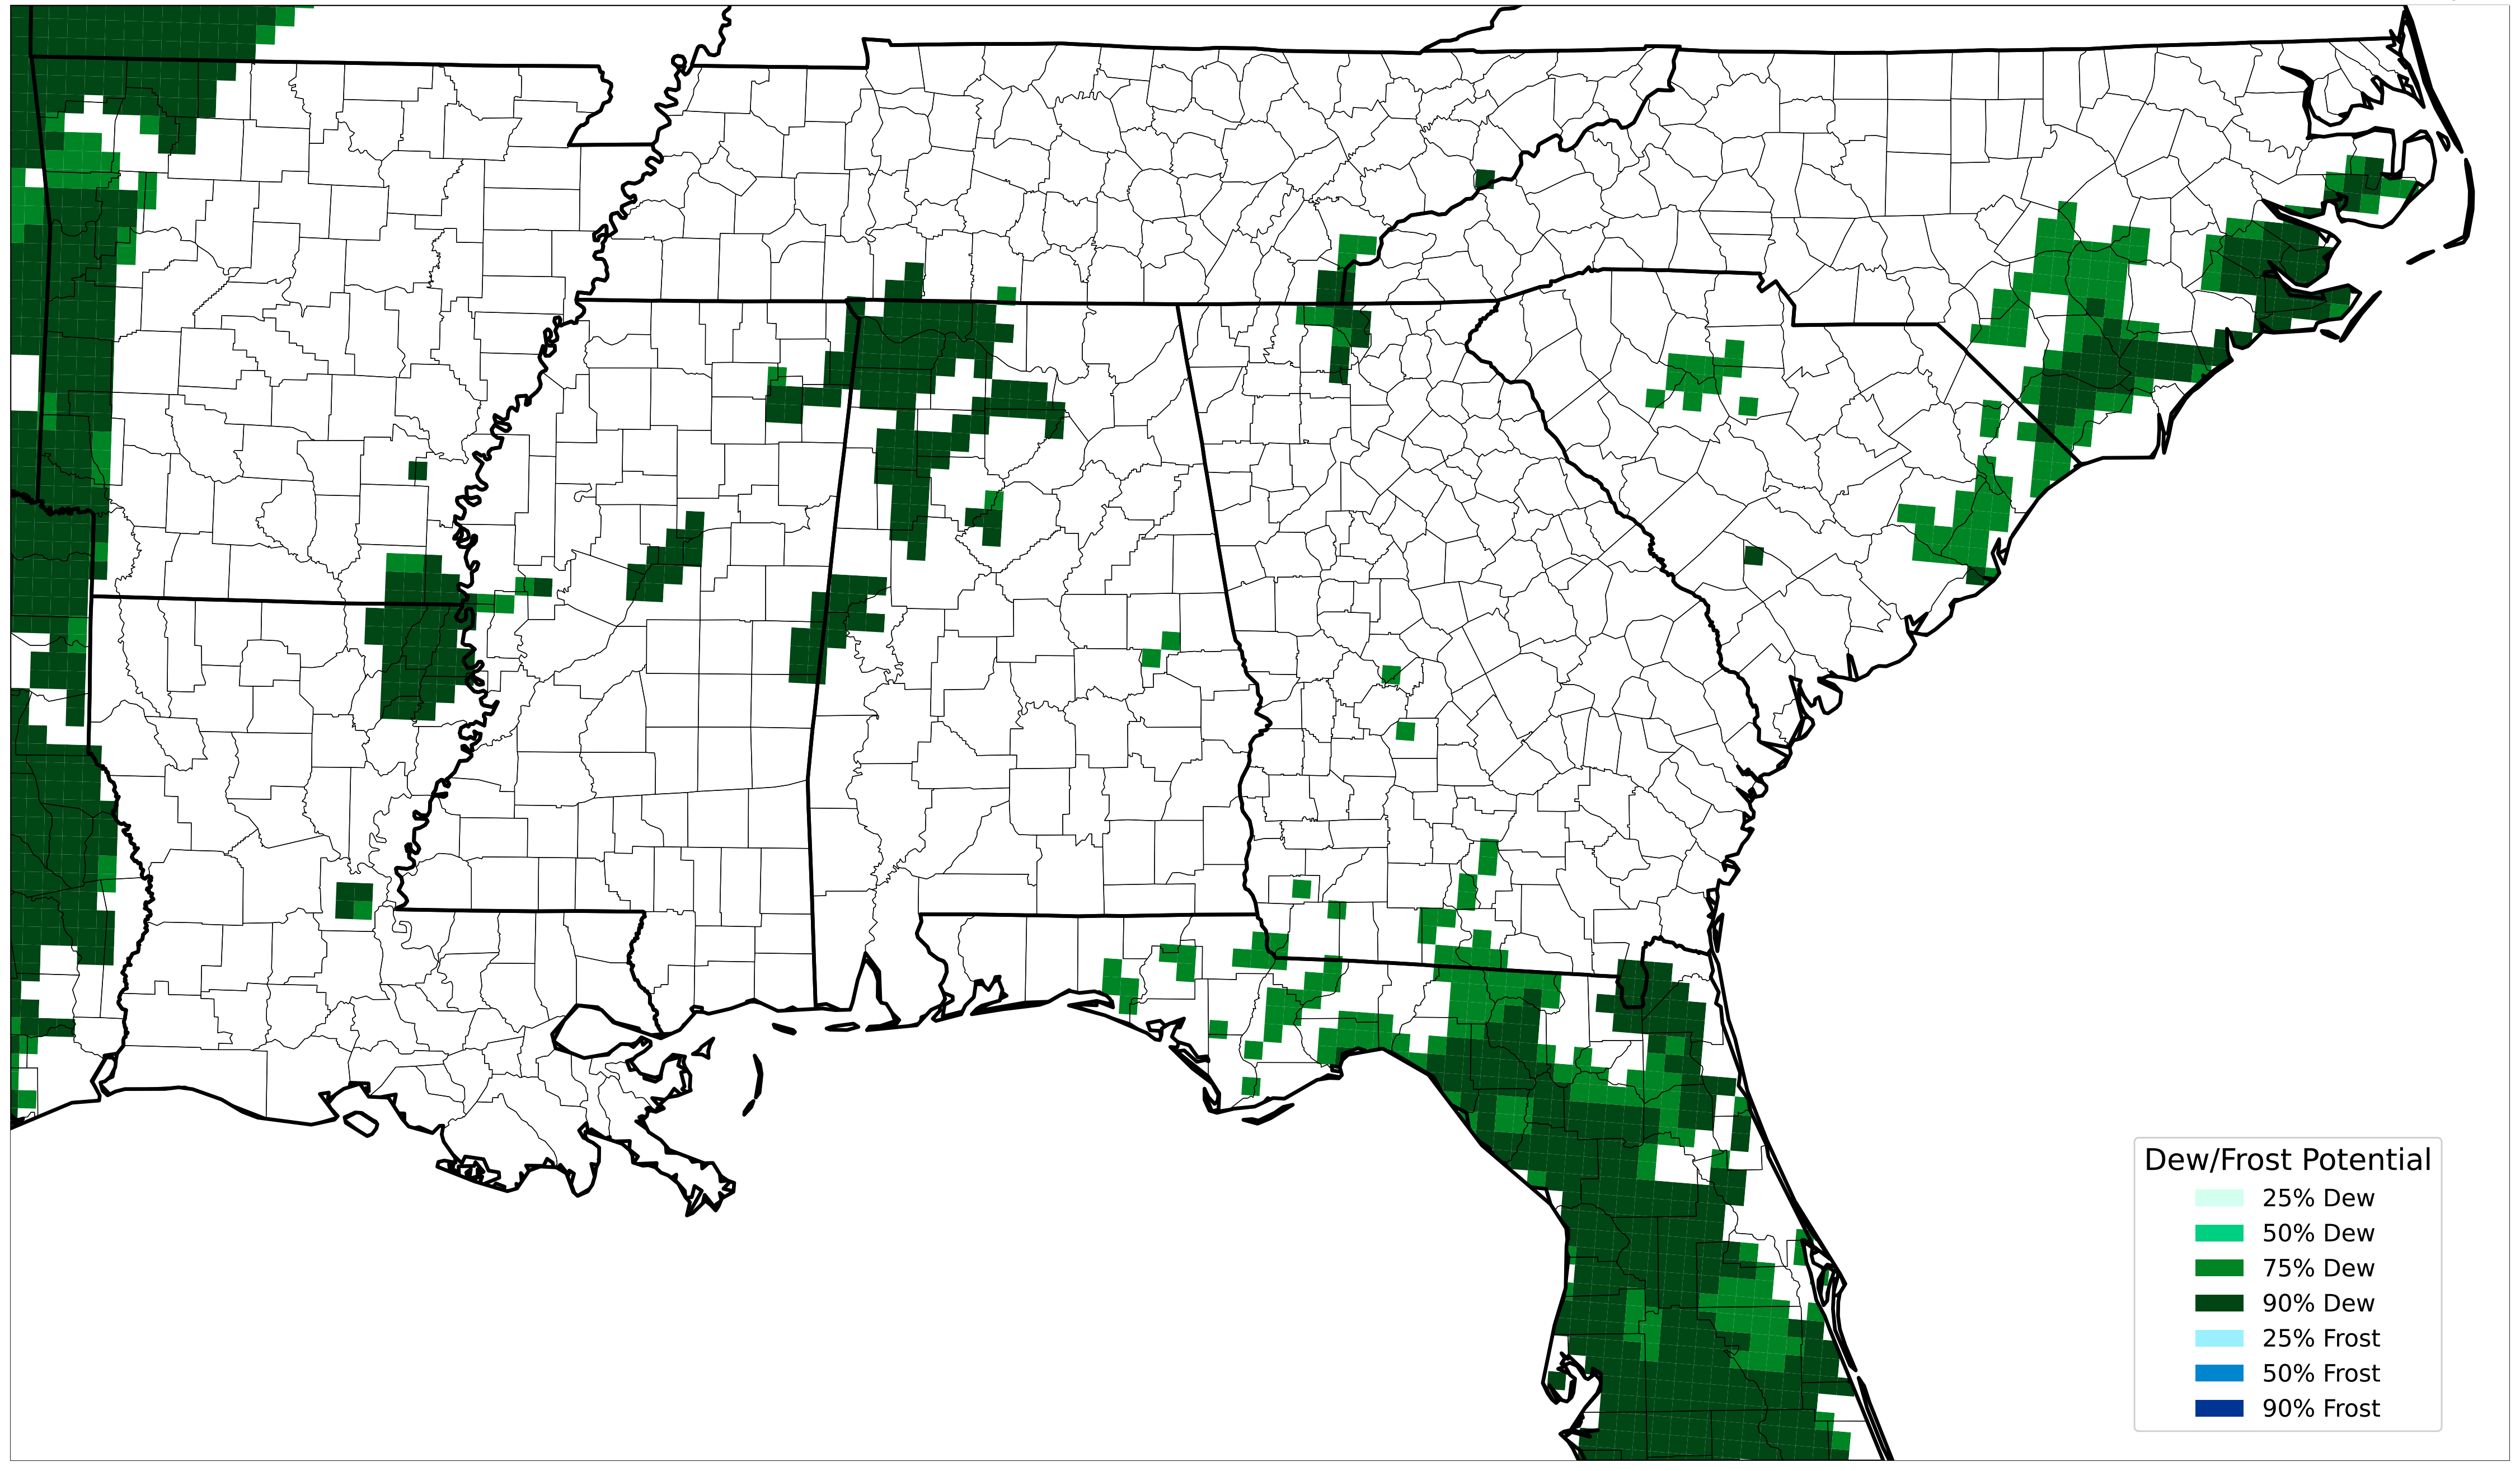 Dew/Frost Potential
25% Dew
50% Dew
75% Dew
90% Dew
25% Frost
50% Frost
90% Frost